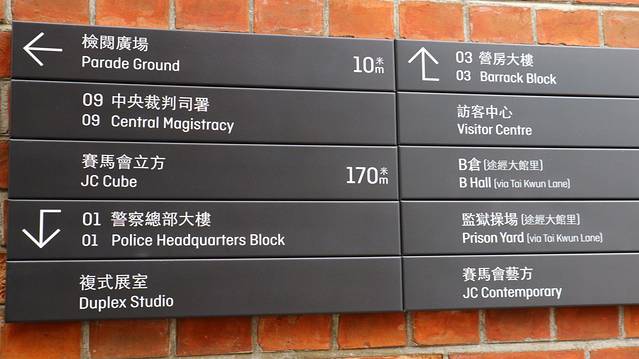 檢閱廣場
Parade Ground
10米
m
09 中央裁判司署
09 Central Magistracy
賽馬會立方
JC Cube
170米
m
01 警察總部大樓
01 Police Headquarters Block
複式展室
Duplex Studio
03 營房大樓
03 Barrack Block
訪客中心
Visitor Centre
B倉 (途經大館里)
B Hall (via Tai Kwun Lane)
監獄操場 (途經大館里)
Prison Yard (via Tai Kwun Lane)
賽馬會藝方
JC Contemporary